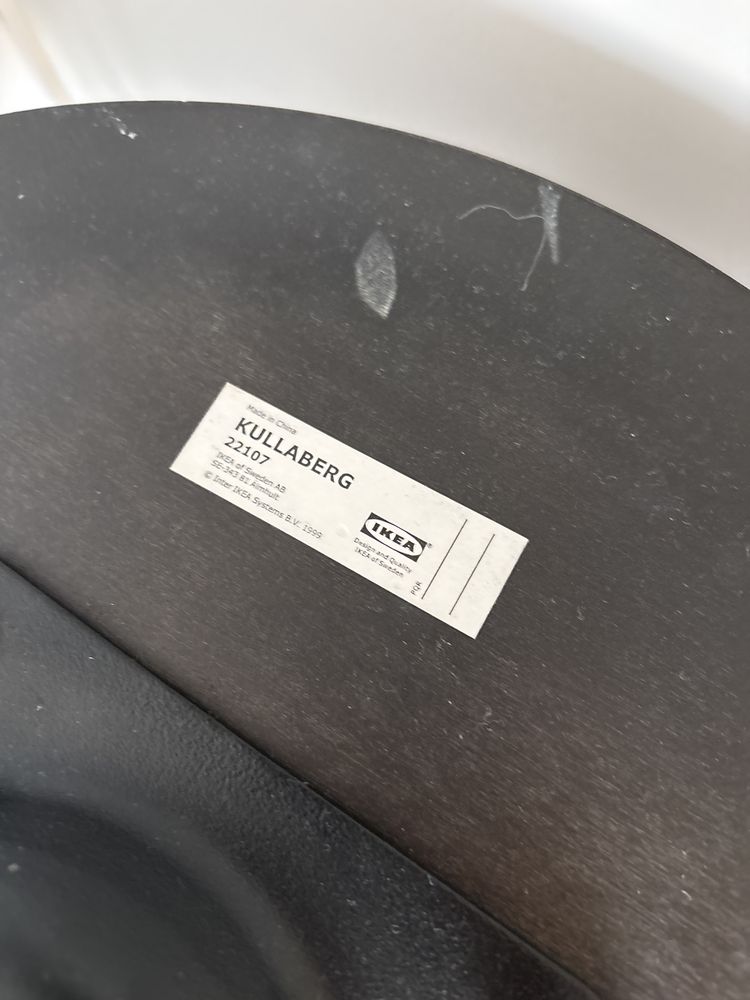 Made in China
KULLABERG
22107
IKEA of Sweden AB
SE-343 81 Älmhult
© Inter IKEA Systems B.V. 1999
IKEA®
Design and Quality
IKEA of Sweden
PQR